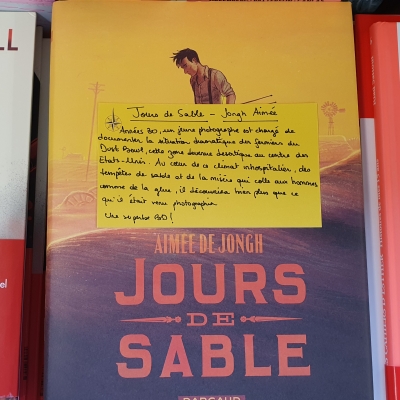 Jours de Sable - Jongh Aimée
Années 30, un jeune photographe est chargé de
documenter la situation dramatique des fermiers du
Dust Bowl, cette zone devenue désertique au centre des
Etats-Unis. Au cœur de ce climat inhospitalier, des
tempêtes de sable et de la misère qui colle aux hommes
comme de la glue, il découvrira bien plus que ce
qu'il était venu photographier.
Une superbe BD!
AIMÉE DE JONGH
JOURS
DE
SABLE
DARGAUD
LL
el